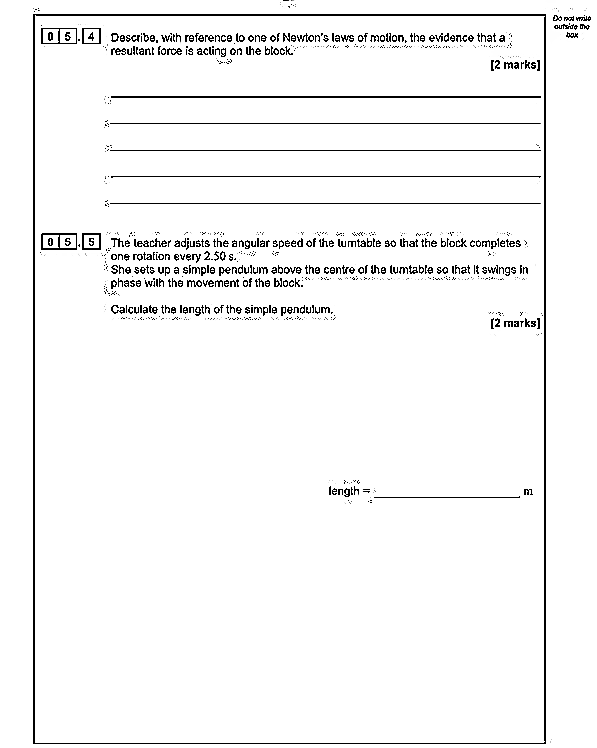 Do not write
outside the
box
0 5 . 4 Describe, with reference to one of Newton's laws of motion, the evidence that a
resultant force is acting on the block.
[2 marks]
0 5 . 5 The teacher adjusts the angular speed of the turntable so that the block completes
one rotation every 2.50 s.
She sets up a simple pendulum above the centre of the turntable so that it swings in
phase with the movement of the block.
Calculate the length of the simple pendulum.
[2 marks]
length = m